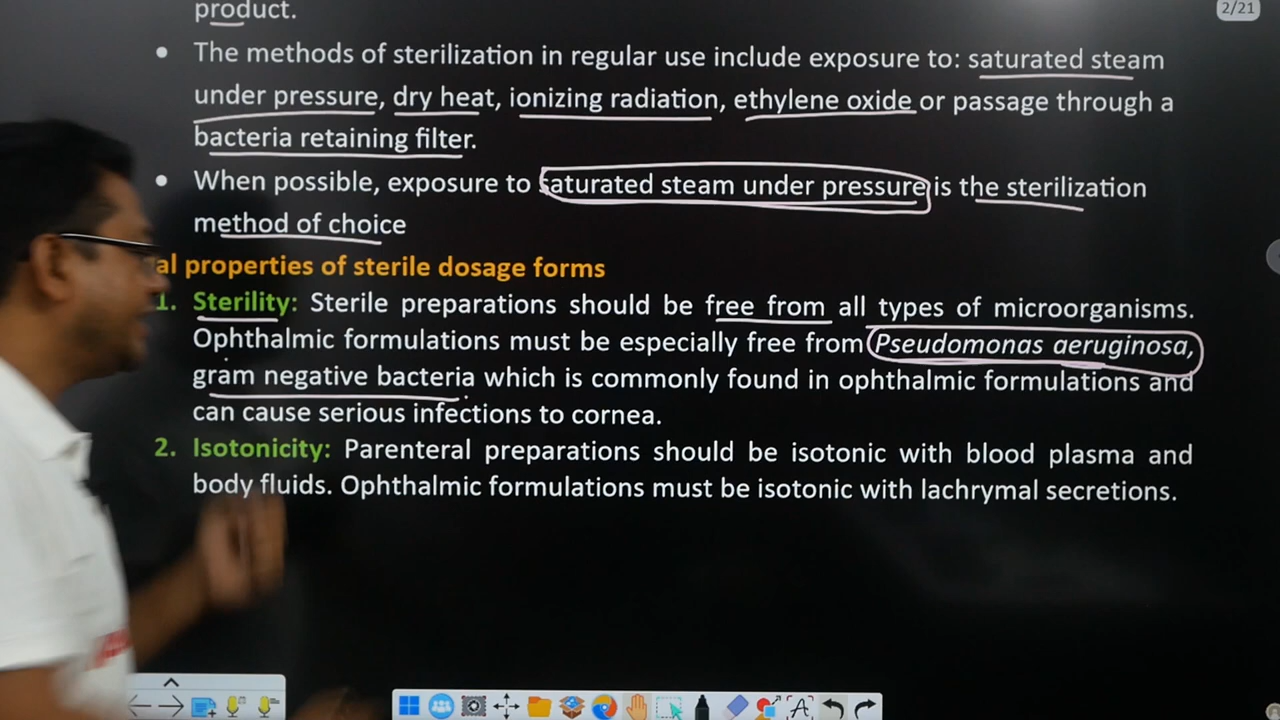 product.
2/21
• The methods of sterilization in regular use include exposure to: saturated steam
under pressure, dry heat, ionizing radiation, ethylene oxide or passage through a
bacteria retaining filter.
• When possible, exposure to saturated steam under pressure is the sterilization
method of choice
al properties of sterile dosage forms
1. Sterility: Sterile preparations should be free from all types of microorganisms.
Ophthalmic formulations must be especially free from Pseudomonas aeruginosa,
gram negative bacteria which is commonly found in ophthalmic formulations and
can cause serious infections to cornea.
2. Isotonicity: Parenteral preparations should be isotonic with blood plasma and
body fluids. Ophthalmic formulations must be isotonic with lachrymal secretions.